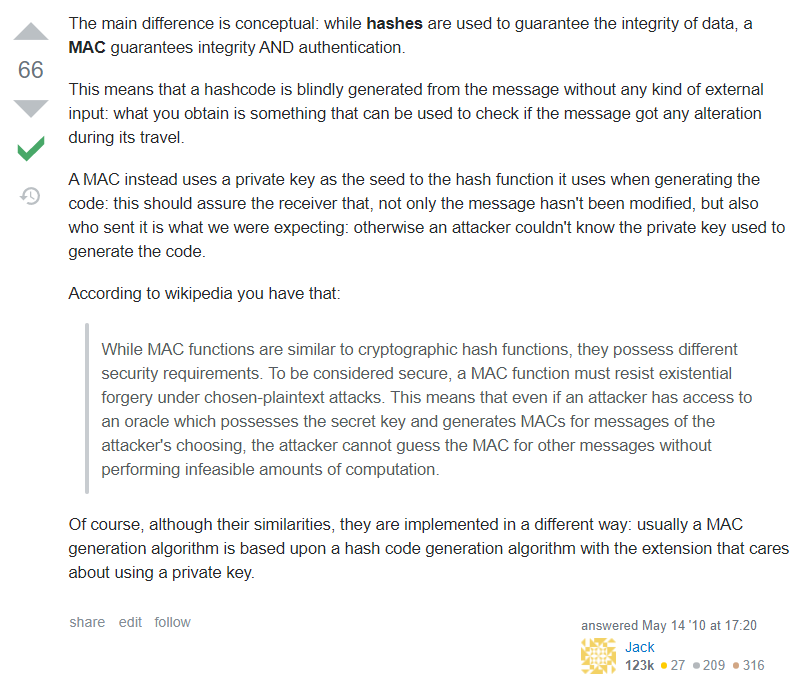 The main difference is conceptual: while hashes are used to guarantee the integrity of data, a
MAC guarantees integrity AND authentication.
66
This means that a hashcode is blindly generated from the message without any kind of external
input: what you obtain is something that can be used to check if the message got any alteration
during its travel.
A MAC instead uses a private key as the seed to the hash function it uses when generating the
code: this should assure the receiver that, not only the message hasn't been modified, but also
who sent it is what we were expecting: otherwise an attacker couldn't know the private key used to
generate the code.
According to wikipedia you have that:
While MAC functions are similar to cryptographic hash functions, they possess different
security requirements. To be considered secure, a MAC function must resist existential
forgery under chosen-plaintext attacks. This means that even if an attacker has access to
an oracle which possesses the secret key and generates MACs for messages of the
attacker's choosing, the attacker cannot guess the MAC for other messages without
performing infeasible amounts of computation.
Of course, although their similarities, they are implemented in a different way: usually a MAC
generation algorithm is based upon a hash code generation algorithm with the extension that cares
about using a private key.
share edit follow
answered May 14 '10 at 17:20
Jack
123k 27 209 316